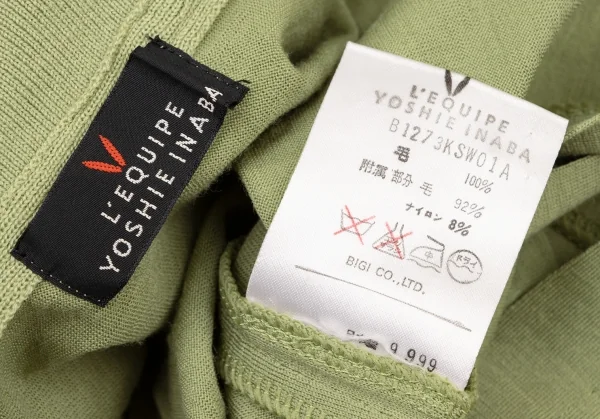 L'EQUIPE
YOSHIE INABA
L'EQUIPE
YOSHIE INABA
B1273KSW01A
毛 100%
附属 部分 毛 92%
ナイロン 8%
中 ドライ
BIGI CO.,LTD.
9,999